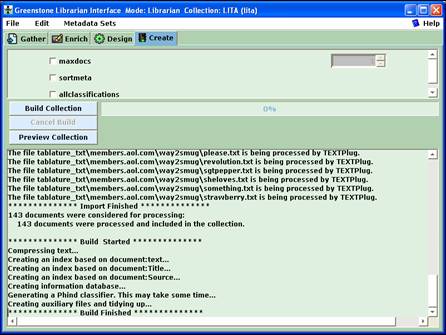 Greenstone Librarian Interface Mode: Librarian Collection: LITA (lita)
File Edit Metadata Sets Help
Gather Enrich Design Create
maxdocs
sortmeta
allclassifications
Build Collection
0%
Cancel Build
Preview Collection
The file tablature_txt\members.aol.com\way2smug\please.txt is being processed by TEXTPlug.
The file tablature_txt\members.aol.com\way2smug\revolution.txt is being processed by TEXTPlug.
The file tablature_txt\members.aol.com\way2smug\sgtpepper.txt is being processed by TEXTPlug.
The file tablature_txt\members.aol.com\way2smug\sheloves.txt is being processed by TEXTPlug.
The file tablature_txt\members.aol.com\way2smug\something.txt is being processed by TEXTPlug.
The file tablature_txt\members.aol.com\way2smug\strawberry.txt is being processed by TEXTPlug.
************** Import Finished **************
143 documents were considered for processing:
143 documents were processed and included in the collection.
************** Build Started **************
Compressing text...
Creating an index based on document:text...
Creating an index based on document:Title...
Creating an index based on document:Source...
Creating information database...
Generating a Phind classifier. This may take some time...
Creating auxiliary files and tidying up...
************** Build Finished **************